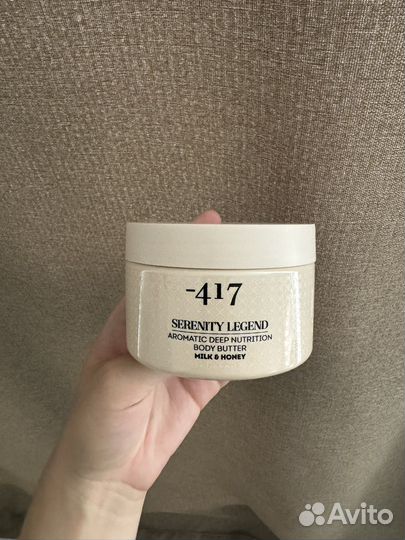 -417
SERENITY LEGEND
AROMATIC DEEP NUTRITION
BODY BUTTER
MILK & HONEY
Avito